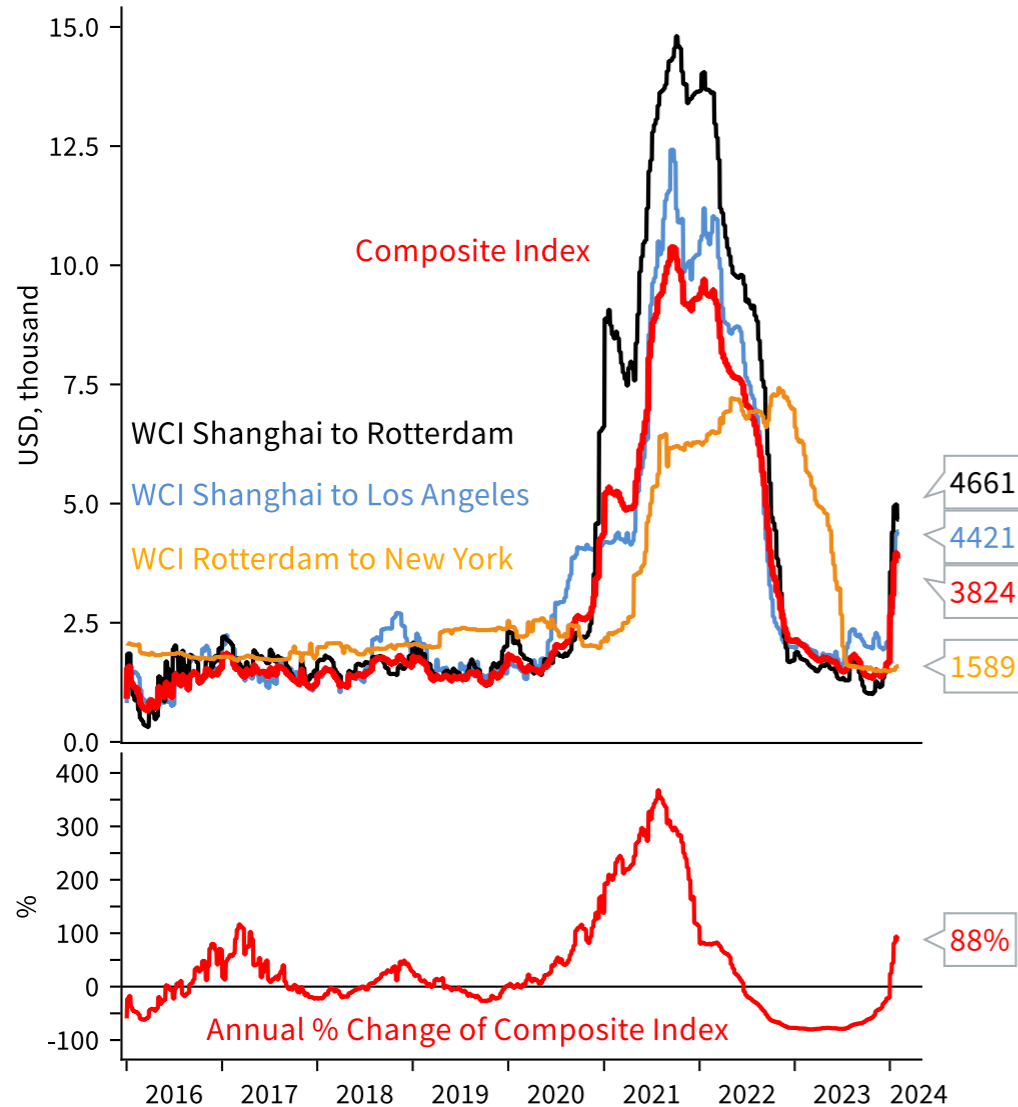 15.0
12.5
10.0
7.5
5.0
2.5
0.0
USD, thousand
Composite Index
WCI Shanghai to Rotterdam
WCI Shanghai to Los Angeles
WCI Rotterdam to New York
4661
4421
3824
1589
400
300
200
100
0
-100
%
88%
Annual % Change of Composite Index
2016 2017 2018 2019 2020 2021 2022 2023 2024